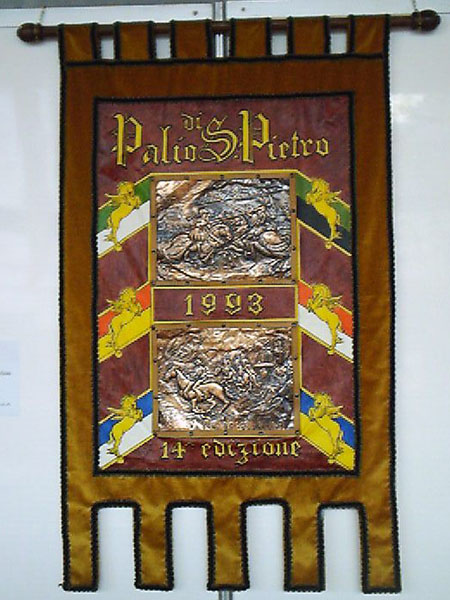 Palio di S. Pietro
1993
14ª edizione